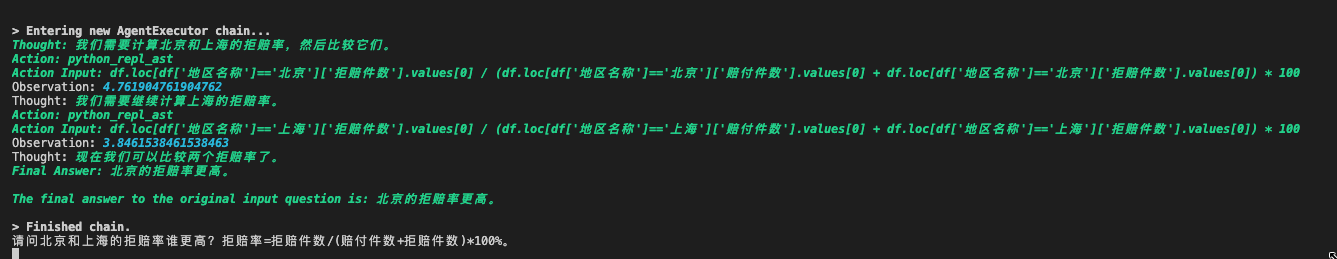 > Entering new AgentExecutor chain...
Thought: 我们需要计算北京和上海的拒赔率，然后比较它们。
Action: python_repl_ast
Action Input: df.loc[df['地区名称']=='北京']['拒赔件数'].values[0] / (df.loc[df['地区名称']=='北京']['赔付件数'].values[0] + df.loc[df['地区名称']=='北京']['拒赔件数'].values[0]) * 100
Observation: 4.761904761904762
Thought: 我们需要继续计算上海的拒赔率。
Action: python_repl_ast
Action Input: df.loc[df['地区名称']=='上海']['拒赔件数'].values[0] / (df.loc[df['地区名称']=='上海']['赔付件数'].values[0] + df.loc[df['地区名称']=='上海']['拒赔件数'].values[0]) * 100
Observation: 3.8461538461538463
Thought: 现在我们可以比较两个拒赔率了。
Final Answer: 北京的拒赔率更高。
The final answer to the original input question is: 北京的拒赔率更高。
> Finished chain.
请问北京和上海的拒赔率谁更高？拒赔率=拒赔件数/(赔付件数+拒赔件数)*100%。